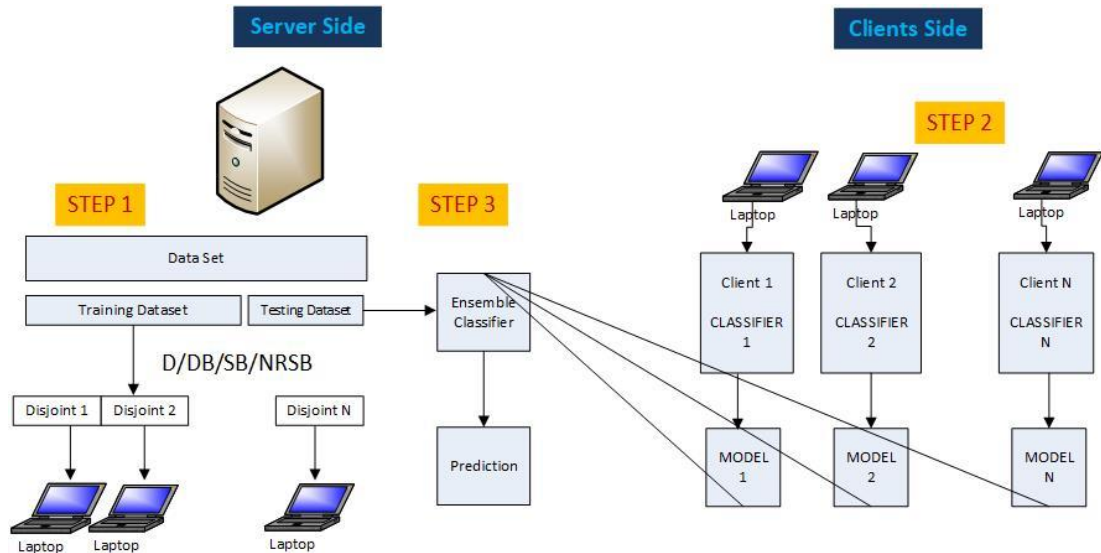 Server Side
Clients Side
STEP 1
STEP 3
STEP 2
Laptop
Laptop
Laptop
Data Set
Training Dataset
Testing Dataset
D/DB/SB/NRSB
Disjoint 1
Disjoint 2
Disjoint N
Laptop
Laptop
Laptop
Ensemble
Classifier
Prediction
Client 1
CLASSIFIER
1
Client 2
CLASSIFIER
2
Client N
CLASSIFIER
N
MODEL
1
MODEL
2
MODEL
N